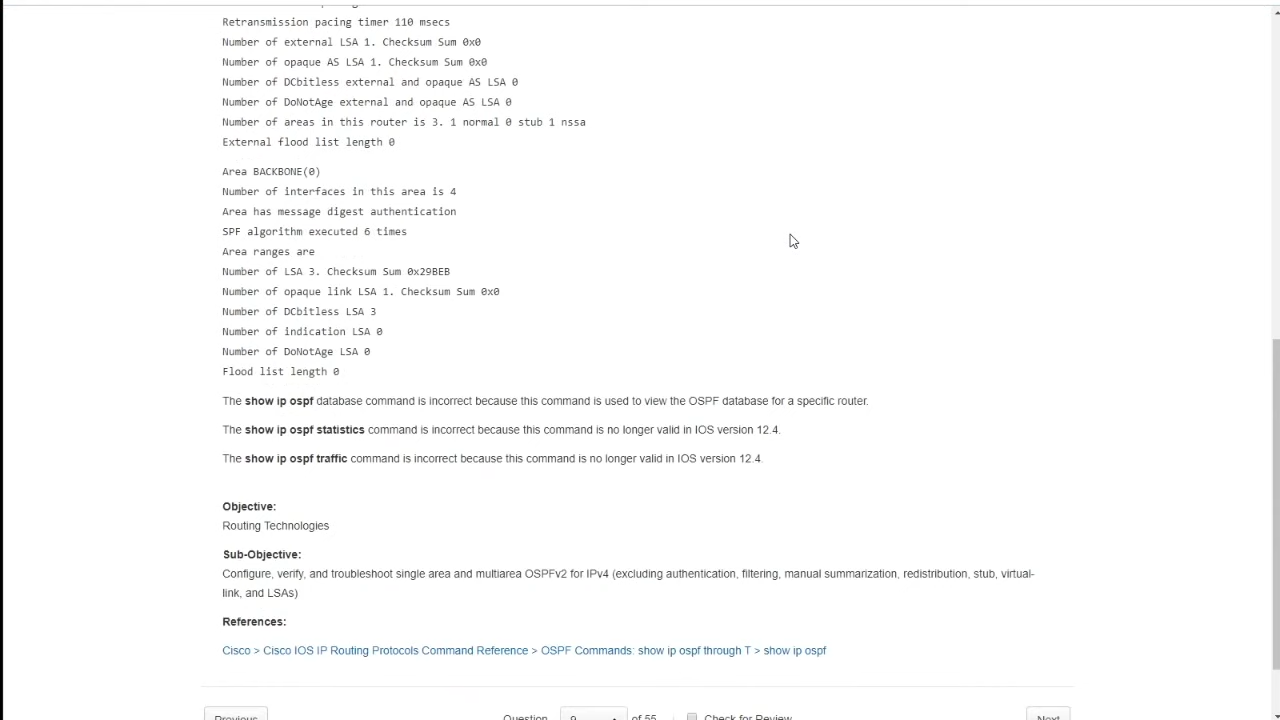 Retransmission pacing timer 110 msecs
Number of external LSA 1. Checksum Sum 0x0
Number of opaque AS LSA 1. Checksum Sum 0x0
Number of DCbitless external and opaque AS LSA 0
Number of DoNotAge external and opaque AS LSA 0
Number of areas in this router is 3. 1 normal 0 stub 1 nssa
External flood list length 0
Area BACKBONE(0)
Number of interfaces in this area is 4
Area has message digest authentication
SPF algorithm executed 6 times
Area ranges are
Number of LSA 3. Checksum Sum 0x29BEB
Number of opaque link LSA 1. Checksum Sum 0x0
Number of DCbitless LSA 3
Number of indication LSA 0
Number of DoNotAge LSA 0
Flood list length 0
The show ip ospf database command is incorrect because this command is used to view the OSPF database for a specific router.
The show ip ospf statistics command is incorrect because this command is no longer valid in IOS version 12.4.
The show ip ospf traffic command is incorrect because this command is no longer valid in IOS version 12.4.
Objective:
Routing Technologies
Sub-Objective:
Configure, verify, and troubleshoot single area and multiarea OSPFv2 for IPv4 (excluding authentication, filtering, manual summarization, redistribution, stub, virtual-
link, and LSAs)
References:
Cisco > Cisco IOS IP Routing Protocols Command Reference > OSPF Commands: show ip ospf through T > show ip ospf
Previous Question 9 of 55 Check for Review Next